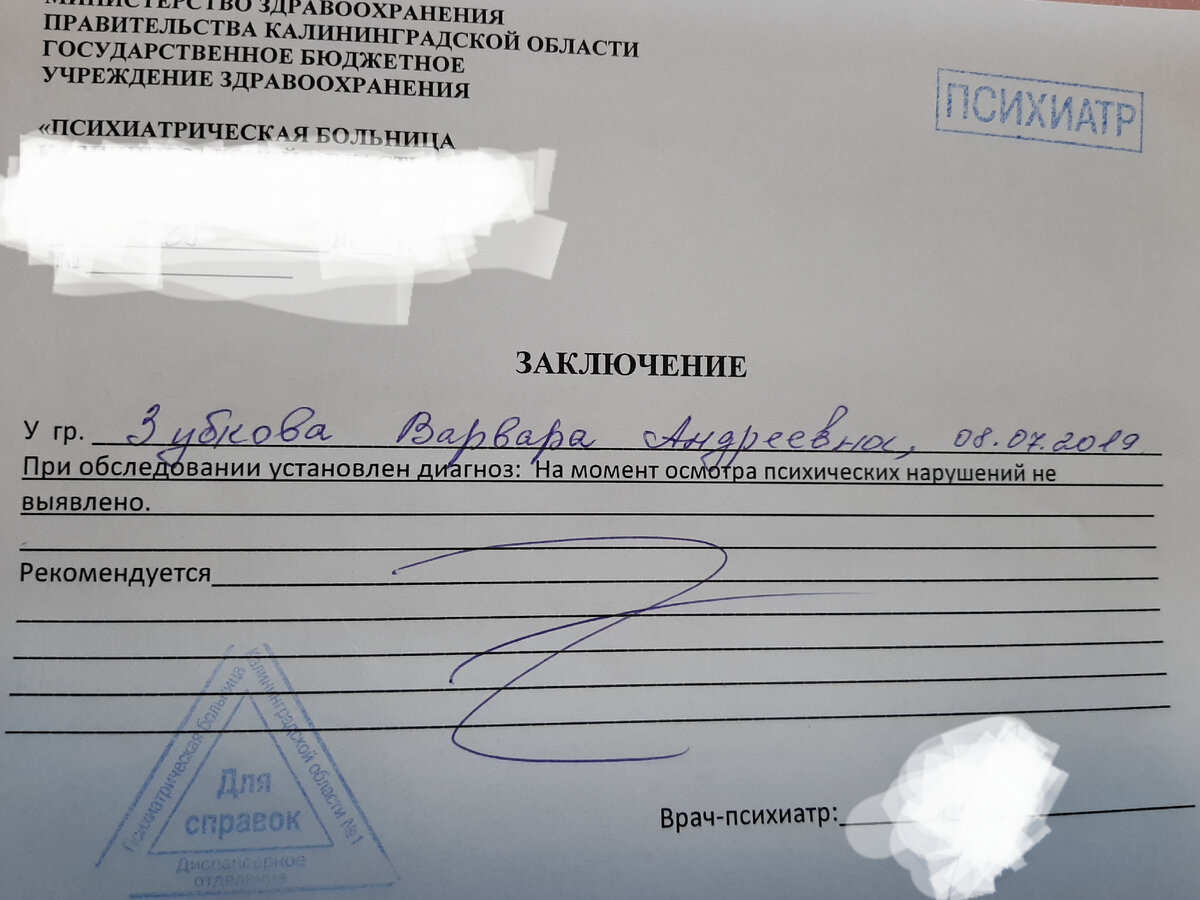 МИНИСТЕРСТВО ЗДРАВООХРАНЕНИЯ
ПРАВИТЕЛЬСТВА КАЛИНИНГРАДСКОЙ ОБЛАСТИ
ГОСУДАРСТВЕННОЕ БЮДЖЕТНОЕ
УЧРЕЖДЕНИЕ ЗДРАВООХРАНЕНИЯ
«ПСИХИАТРИЧЕСКАЯ БОЛЬНИЦА
ПСИХИАТР
№
ЗАКЛЮЧЕНИЕ
У гр. Зубкова Варвара Андреевна, 08.07.2019
При обследовании установлен диагноз: На момент осмотра психических нарушений не
выявлено.
Рекомендуется
Психиатрическая больница
Калининградской области №1
Для
справок
Диспансерное
отделение
Врач-психиатр: